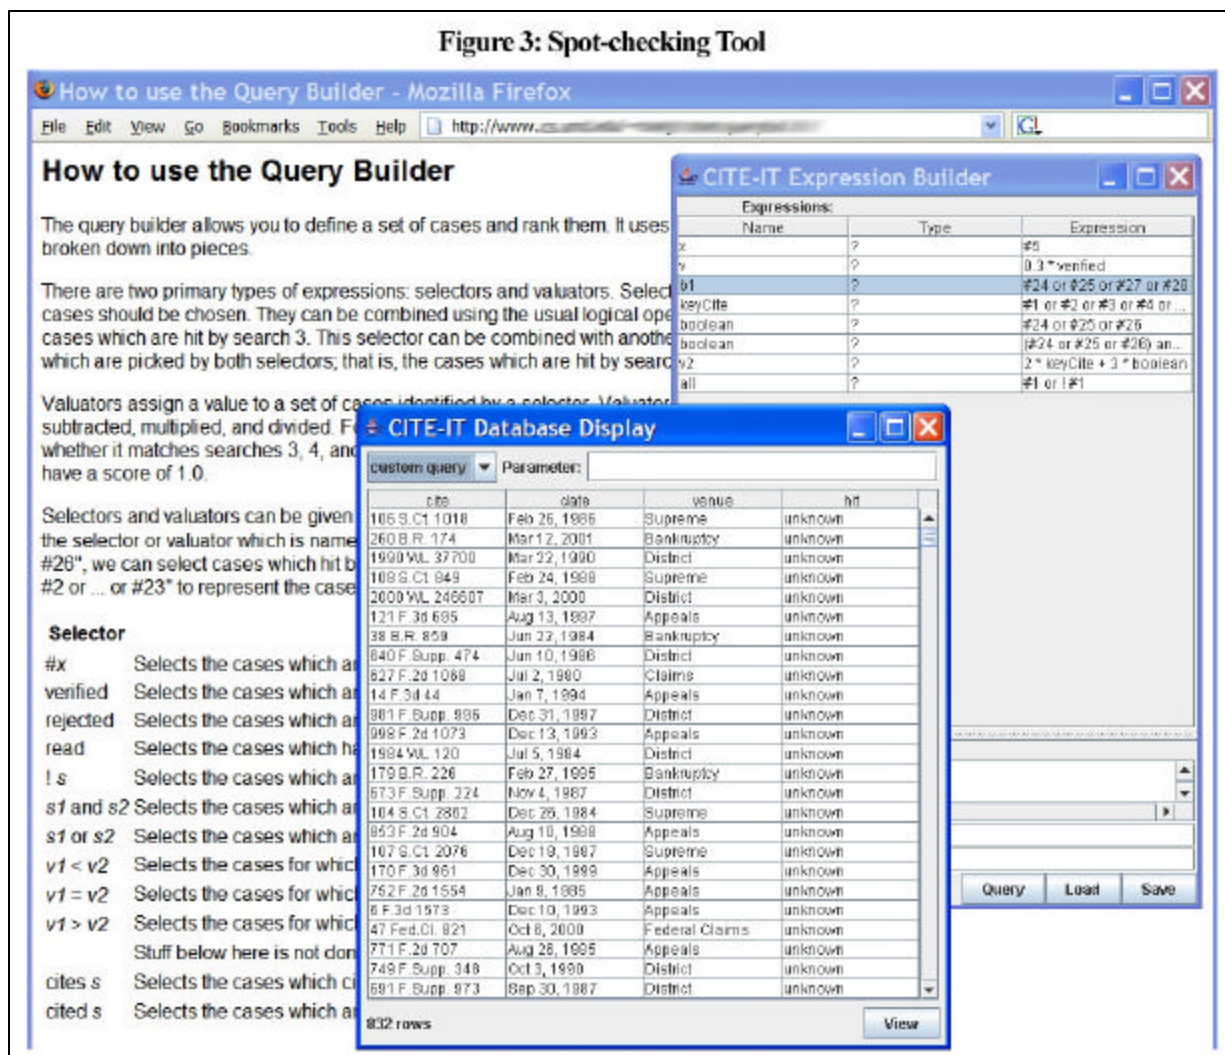 Figure 3: Spot-checking Tool
How to use the Query Builder - Mozilla Firefox
File Edit View Go Bookmarks Tools Help http://www.
How to use the Query Builder
The query builder allows you to define a set of cases and rank them. It uses
broken down into pieces.
There are two primary types of expressions: selectors and valuators. Select
cases should be chosen. They can be combined using the usual logical ope
cases which are hit by search 3. This selector can be combined with anothe
which are picked by both selectors; that is, the cases which are hit by searc
Valuators assign a value to a set of cases identified by a selector. Valuator
subtracted, multiplied, and divided. Fo
whether it matches searches 3, 4, and
have a score of 1.0.
Selectors and valuators can be given
the selector or valuator which is name
#26", we can select cases which hit b
#2 or ... or #23" to represent the case
Selector
#x Selects the cases which ar
verified Selects the cases which ar
rejected Selects the cases which ar
read Selects the cases which ha
! s Selects the cases which ar
s1 and s2 Selects the cases which ar
s1 or s2 Selects the cases which ar
v1 < v2 Selects the cases for which
v1 = v2 Selects the cases for which
v1 > v2 Selects the cases for which
Stuff below here is not don
cites s Selects the cases which ci
cited s Selects the cases which ar
CITE-IT Expression Builder
Expressions:
Name Type Expression
x ? #5
v ? 0.3 * verified
b1 ? #24 or #25 or #27 or #28
keyCite ? #1 or #2 or #3 or #4 or ...
boolean ? #24 or #25 or #26
boolean ? (#24 or #25 or #26) an...
v2 ? 2 * keyCite + 3 * boolean
all ? #1 or ! #1
Query Load Save
CITE-IT Database Display
custom query Parameter:
cite date venue hit
106 S.Ct. 1018 Feb 26, 1986 Supreme unknown
260 B.R. 174 Mar 12, 2001 Bankruptcy unknown
1990 WL 37700 Mar 22, 1990 District unknown
108 S.Ct. 849 Feb 24, 1988 Supreme unknown
2000 WL 246607 Mar 3, 2000 District unknown
121 F.3d 695 Aug 13, 1997 Appeals unknown
38 B.R. 859 Jun 22, 1984 Bankruptcy unknown
640 F.Supp. 474 Jun 10, 1986 District unknown
627 F.2d 1068 Jul 2, 1980 Claims unknown
14 F.3d 44 Jan 7, 1994 Appeals unknown
981 F.Supp. 996 Dec 31, 1997 District unknown
998 F.2d 1073 Dec 13, 1993 Appeals unknown
1984 WL 120 Jul 5, 1984 District unknown
179 B.R. 226 Feb 27, 1995 Bankruptcy unknown
673 F.Supp. 224 Nov 4, 1987 District unknown
104 S.Ct. 2862 Dec 26, 1984 Supreme unknown
853 F.2d 904 Aug 10, 1988 Appeals unknown
107 S.Ct. 2076 Dec 18, 1987 Supreme unknown
170 F.3d 961 Dec 30, 1999 Appeals unknown
752 F.2d 1554 Jan 9, 1985 Appeals unknown
6 F.3d 1573 Dec 10, 1993 Appeals unknown
47 Fed.Cl. 821 Oct 6, 2000 Federal Claims unknown
771 F.2d 707 Aug 26, 1985 Appeals unknown
749 F.Supp. 348 Oct 3, 1990 District unknown
691 F.Supp. 973 Sep 30, 1987 District unknown
832 rows View